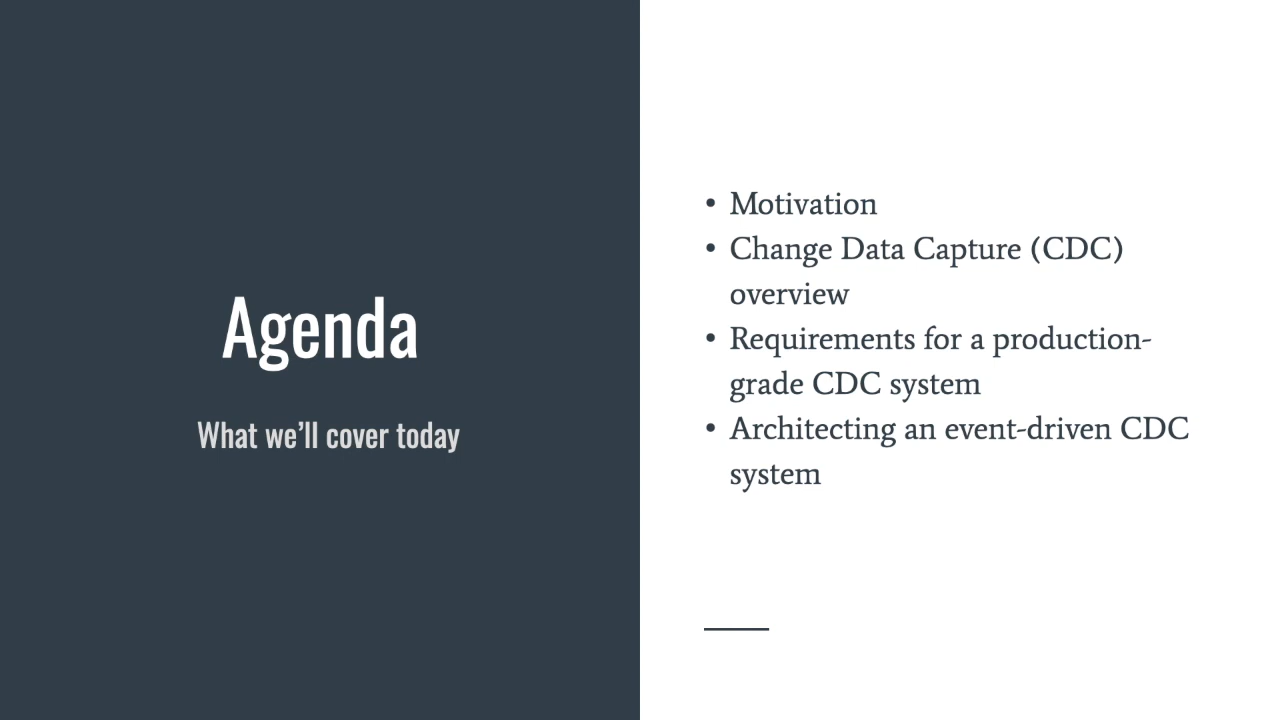 Agenda
What we’ll cover today
• Motivation
• Change Data Capture (CDC)
overview
• Requirements for a production-
grade CDC system
• Architecting an event-driven CDC
system